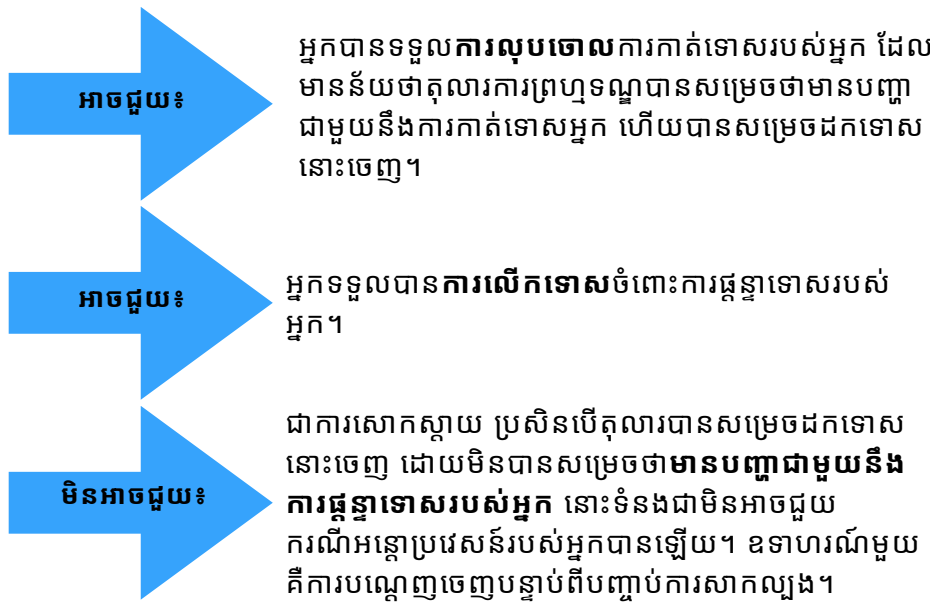 អាចជួយ៖
អ្នកបានទទួលការលុបចោលការកាត់ទោសរបស់អ្នក ដែល
មានន័យថាតុលារការព្រហ្មទណ្ឌបានសម្រេចថាមានបញ្ហា
ជាមួយនឹងការកាត់ទោសអ្នក ហើយបានសម្រេចដកទោស
នោះចេញ។
អាចជួយ៖
អ្នកទទួលបានការលើកទោសចំពោះការផ្តន្ទាទោសរបស់
អ្នក។
មិនអាចជួយ៖
ជាការសោកស្តាយ ប្រសិនបើតុលារបានសម្រេចដកទោស
នោះចេញ ដោយមិនបានសម្រេចថាមានបញ្ហាជាមួយនឹង
ការផ្តន្ទាទោសរបស់អ្នក នោះទំនងជាមិនអាចជួយ
ករណីអន្តោប្រវេសន៍របស់អ្នកបានឡើយ។ ឧទាហរណ៍មួយ
គឺការបណ្តេញចេញបន្ទាប់ពីបញ្ចាប់ការសាកល្បង។